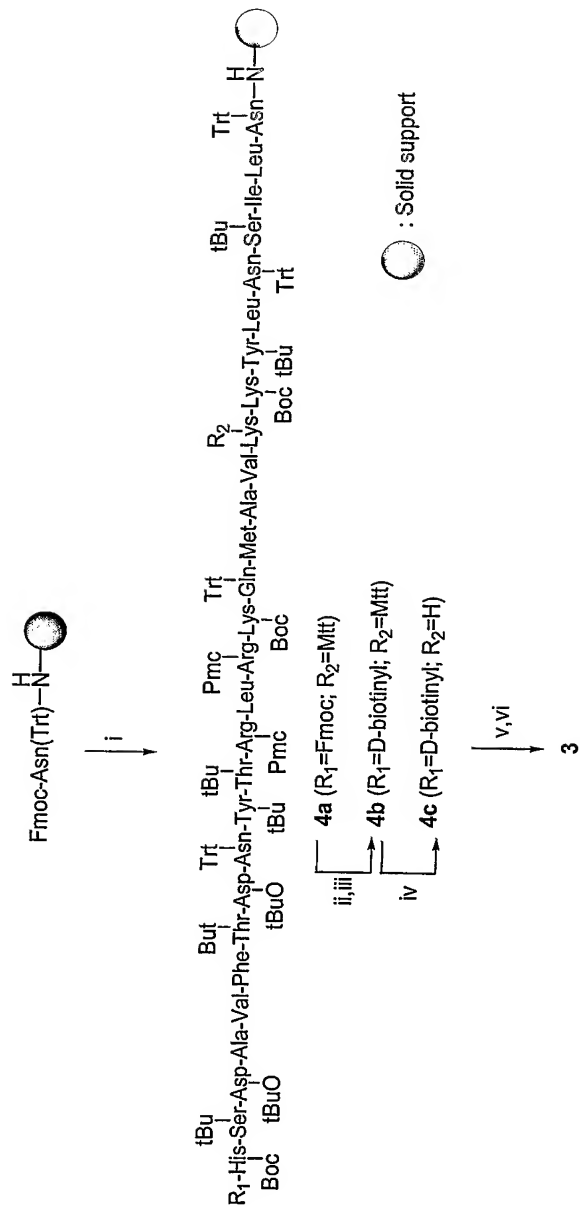 Fmoc-Asn(Trt)—N
H
i
tBu tBu Trt tBu Pmc Trt R2 tBu Trt H
R1-His-Ser-Asp-Ala-Val-Phe-Thr-Asp-Asn-Tyr-Thr-Arg-Leu-Arg-Lys-Gln-Met-Ala-Val-Lys-Lys-Tyr-Leu-Asn-Ser-Ile-Leu-Asn—N
Boc tBuO But tBuO tBu Pmc Boc Boc tBu Trt
4a (R1=Fmoc; R2=Mtt)
ii,iii
4b (R1=D-biotinyl; R2=Mtt)
iv
4c (R1=D-biotinyl; R2=H)
: Solid support
v,vi
3